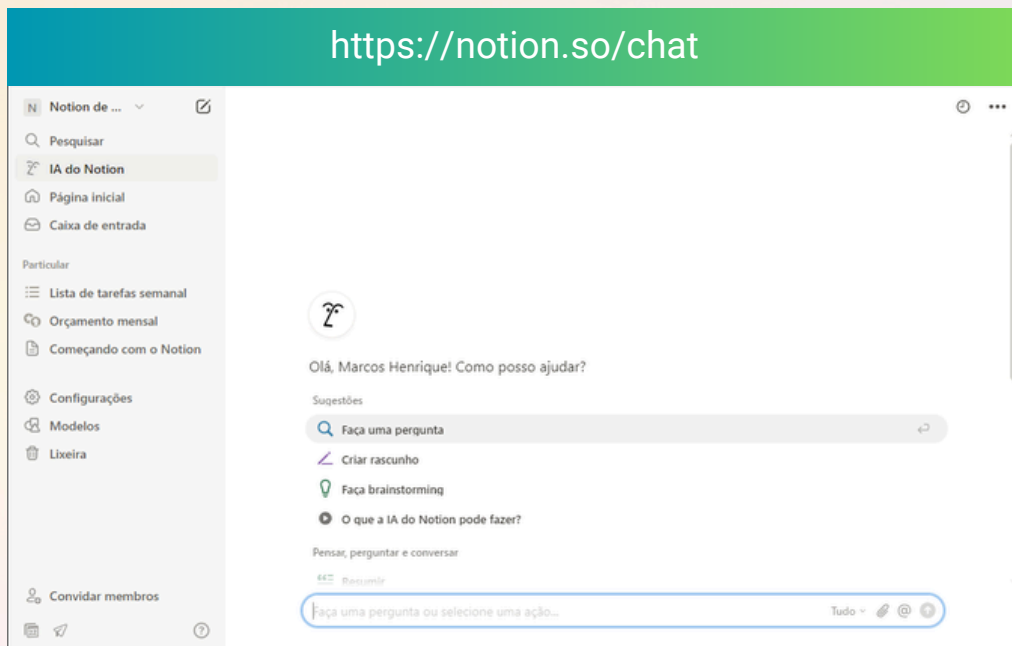 https://notion.so/chat
N Notion de ...
Pesquisar
IA do Notion
Página inicial
Caixa de entrada
Particular
Lista de tarefas semanal
Orçamento mensal
Começando com o Notion
Configurações
Modelos
Lixeira
Convidar membros
Olá, Marcos Henrique! Como posso ajudar?
Sugestões
Faça uma pergunta
Criar rascunho
Faça brainstorming
O que a IA do Notion pode fazer?
Pensar, perguntar e conversar
Resumir
Faça uma pergunta ou selecione uma ação...
Tudo